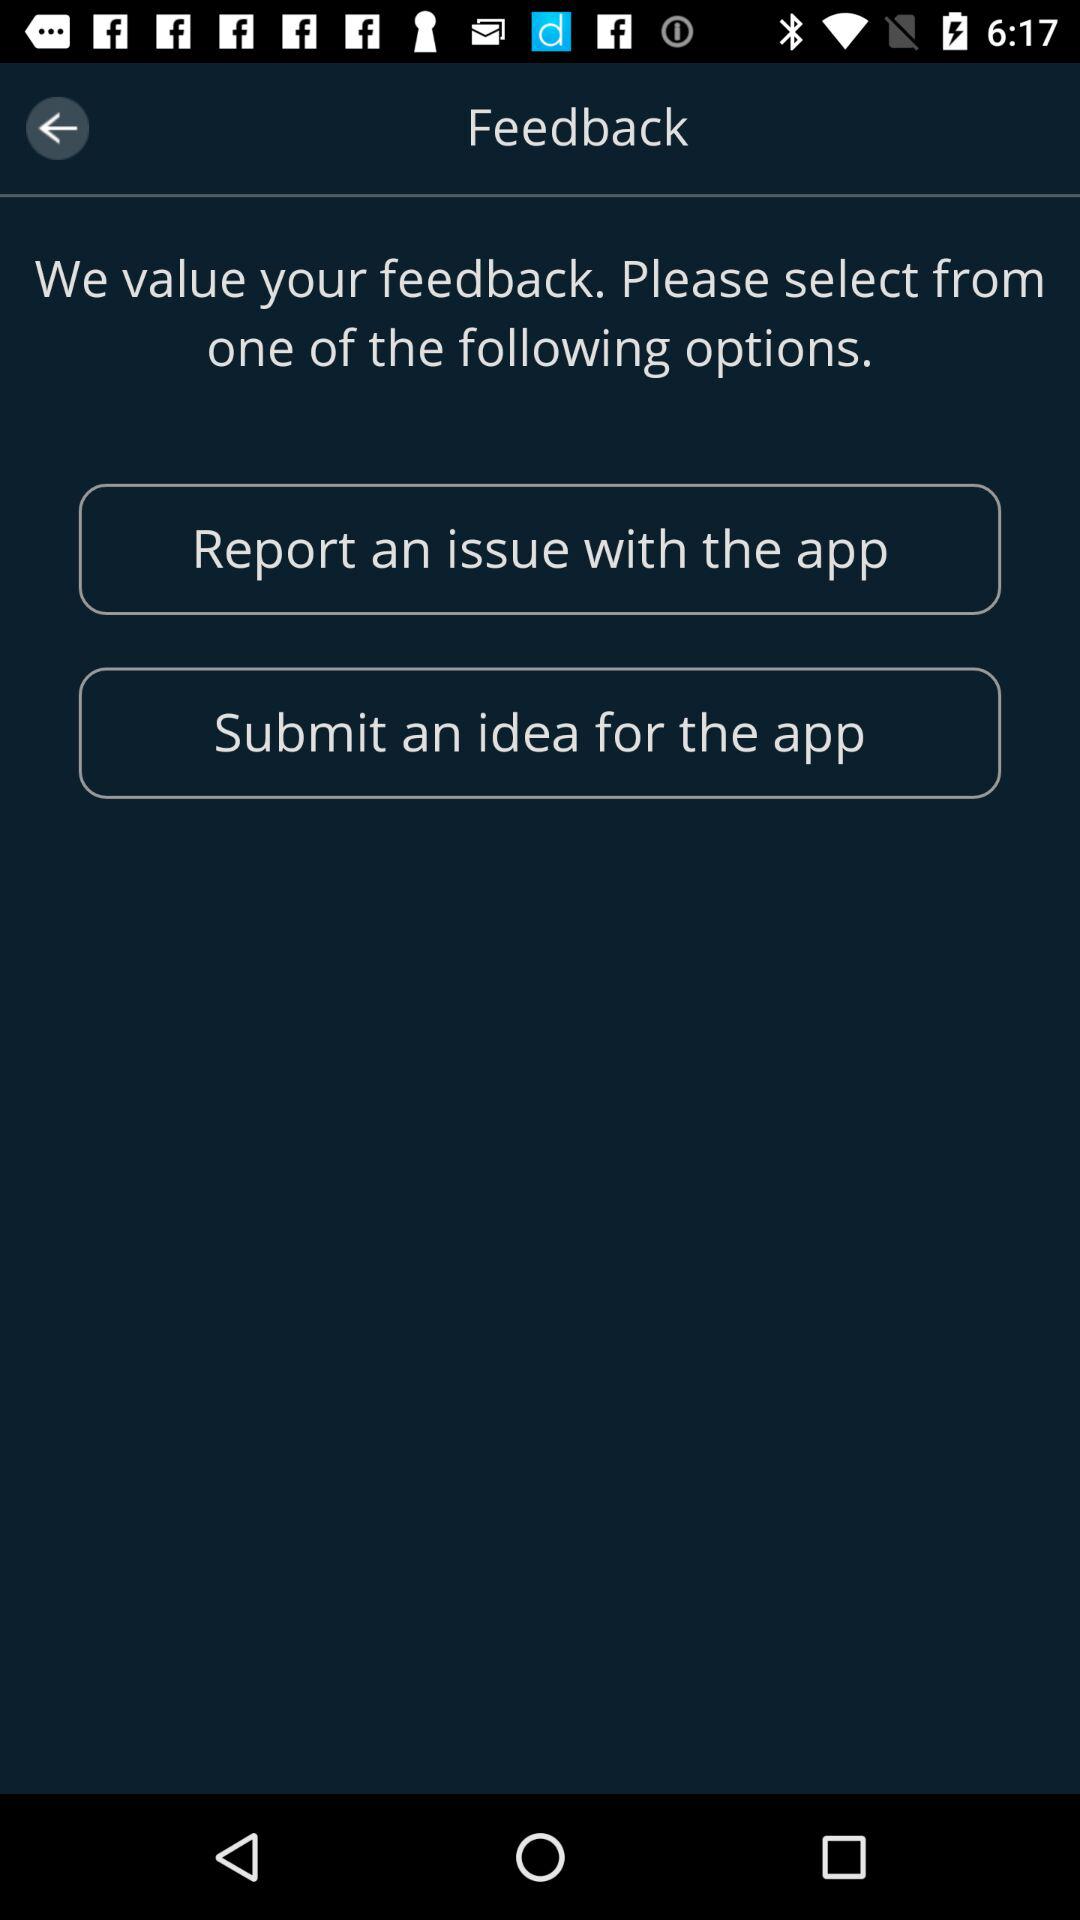 6:17
Feedback
We value your feedback. Please select from
one of the following options.
Report an issue with the app
Submit an idea for the app